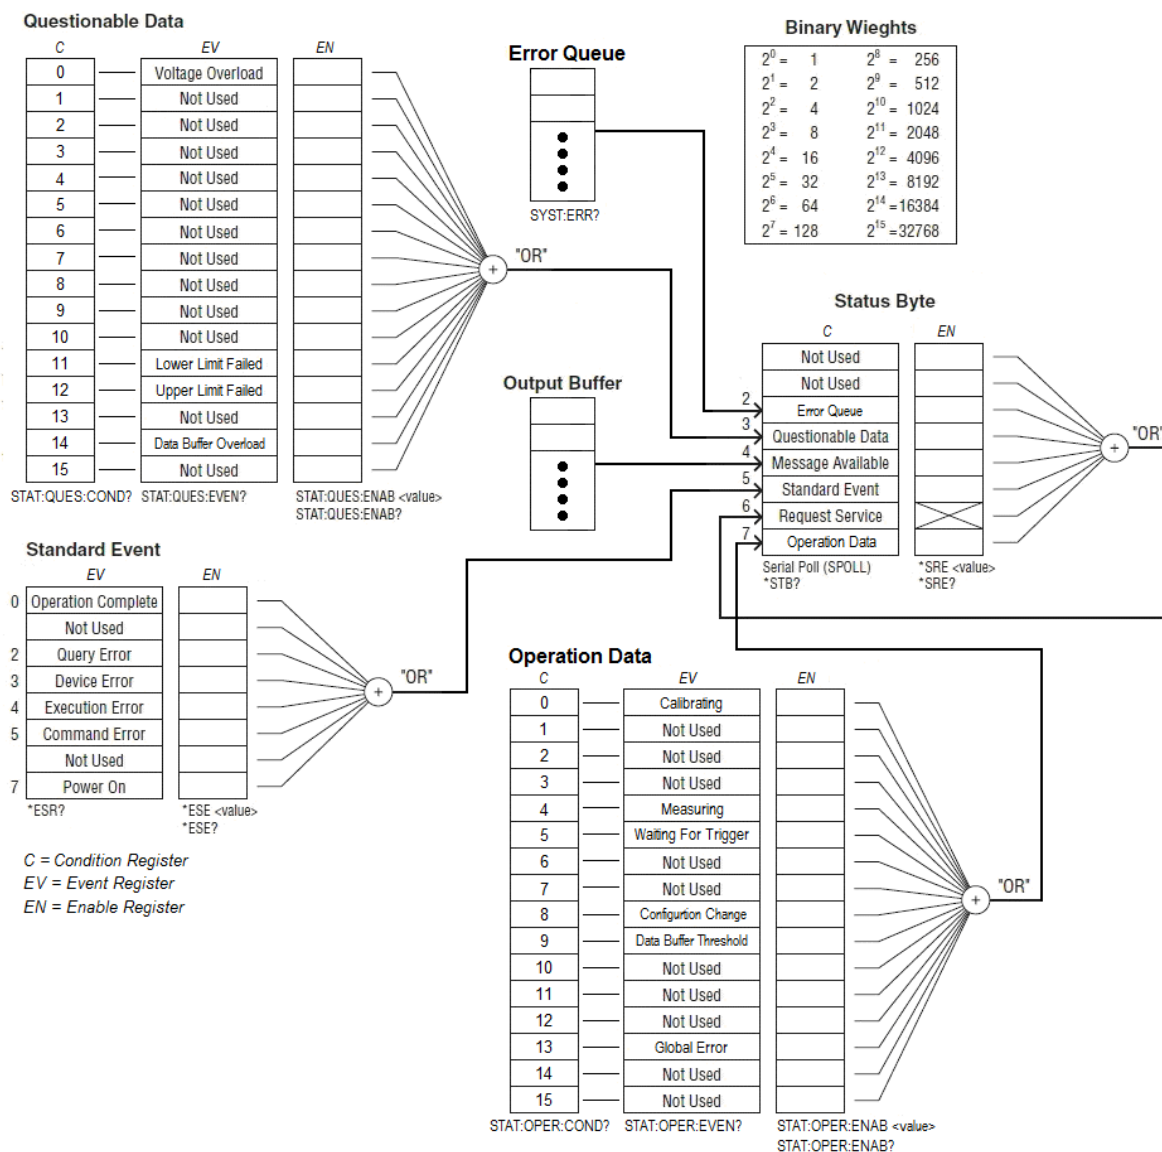 Questionable Data
C EV EN
0 Voltage Overload
1 Not Used
2 Not Used
3 Not Used
4 Not Used
5 Not Used
6 Not Used
7 Not Used
8 Not Used
9 Not Used
10 Not Used
11 Lower Limit Failed
12 Upper Limit Failed
13 Not Used
14 Data Buffer Overload
15 Not Used
STAT:QUES:COND? STAT:QUES:EVEN? STAT:QUES:ENAB <value>
STAT:QUES:ENAB?
+
"OR"
Error Queue
SYST:ERR?
Binary Wieghts
2⁰ = 1 2⁸ = 256
2¹ = 2 2⁹ = 512
2² = 4 2¹⁰ = 1024
2³ = 8 2¹¹ = 2048
2⁴ = 16 2¹² = 4096
2⁵ = 32 2¹³ = 8192
2⁶ = 64 2¹⁴ =16384
2⁷ = 128 2¹⁵ =32768
Output Buffer
Status Byte
C EN
Not Used
Not Used
2 Error Queue
3 Questionable Data
4 Message Available
5 Standard Event
6 Request Service
7 Operation Data
Serial Poll (SPOLL) *SRE <value>
*STB? *SRE?
+
"OR"
Standard Event
EV EN
0 Operation Complete
Not Used
2 Query Error
3 Device Error
4 Execution Error
5 Command Error
Not Used
7 Power On
*ESR? *ESE <value>
*ESE?
+
"OR"
C = Condition Register
EV = Event Register
EN = Enable Register
Operation Data
C EV EN
0 Calibrating
1 Not Used
2 Not Used
3 Not Used
4 Measuring
5 Waiting For Trigger
6 Not Used
7 Not Used
8 Configurtion Change
9 Data Buffer Threshold
10 Not Used
11 Not Used
12 Not Used
13 Global Error
14 Not Used
15 Not Used
STAT:OPER:COND? STAT:OPER:EVEN? STAT:OPER:ENAB <value>
STAT:OPER:ENAB?
+
"OR"